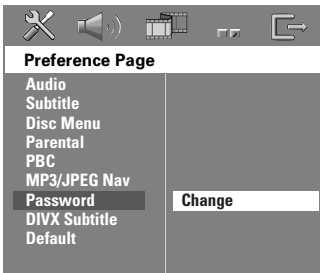 Preference Page
Audio
Subtitle
Disc Menu
Parental
PBC
MP3/JPEG Nav
Password
Change
DIVX Subtitle
Default